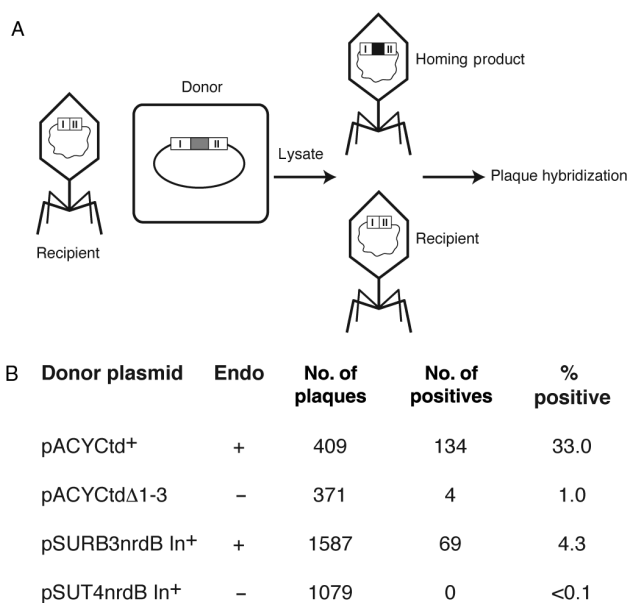 A
Donor
I II
Recipient
I II
Lysate
I II
Homing product
Plaque hybridization
I II
Recipient
B Donor plasmid Endo No. of plaques No. of positives % positive
pACYCtd+ + 409 134 33.0
pACYCtdΔ1-3 – 371 4 1.0
pSURB3nrdB In+ + 1587 69 4.3
pSUT4nrdB In+ – 1079 0 <0.1